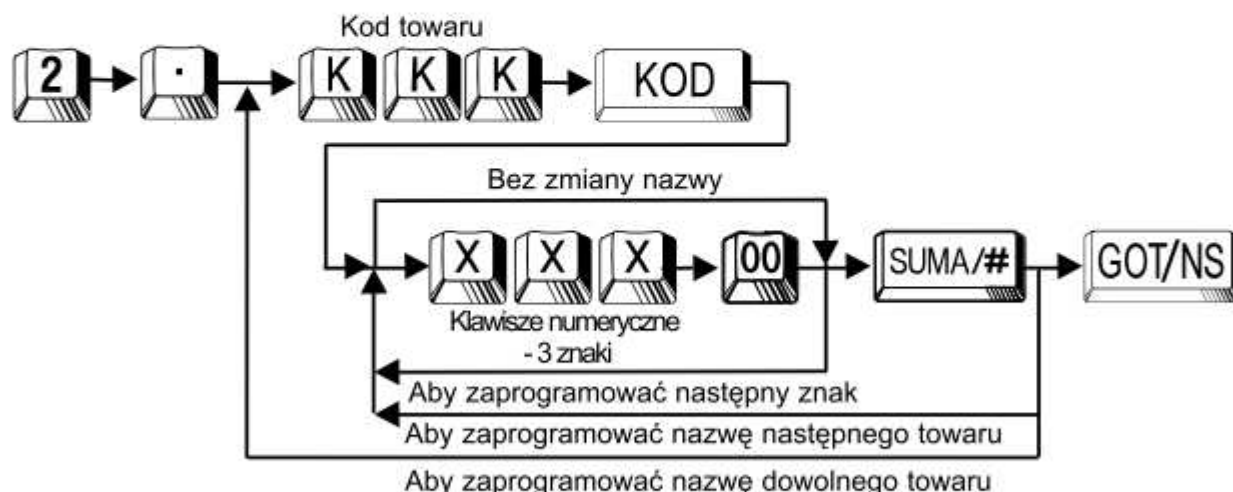 Kod towaru
2 . K K K KOD
Bez zmiany nazwy
X X X 00 SUMA/# GOT/NS
Klawisze numeryczne
- 3 znaki
Aby zaprogramować następny znak
Aby zaprogramować nazwę następnego towaru
Aby zaprogramować nazwę dowolnego towaru